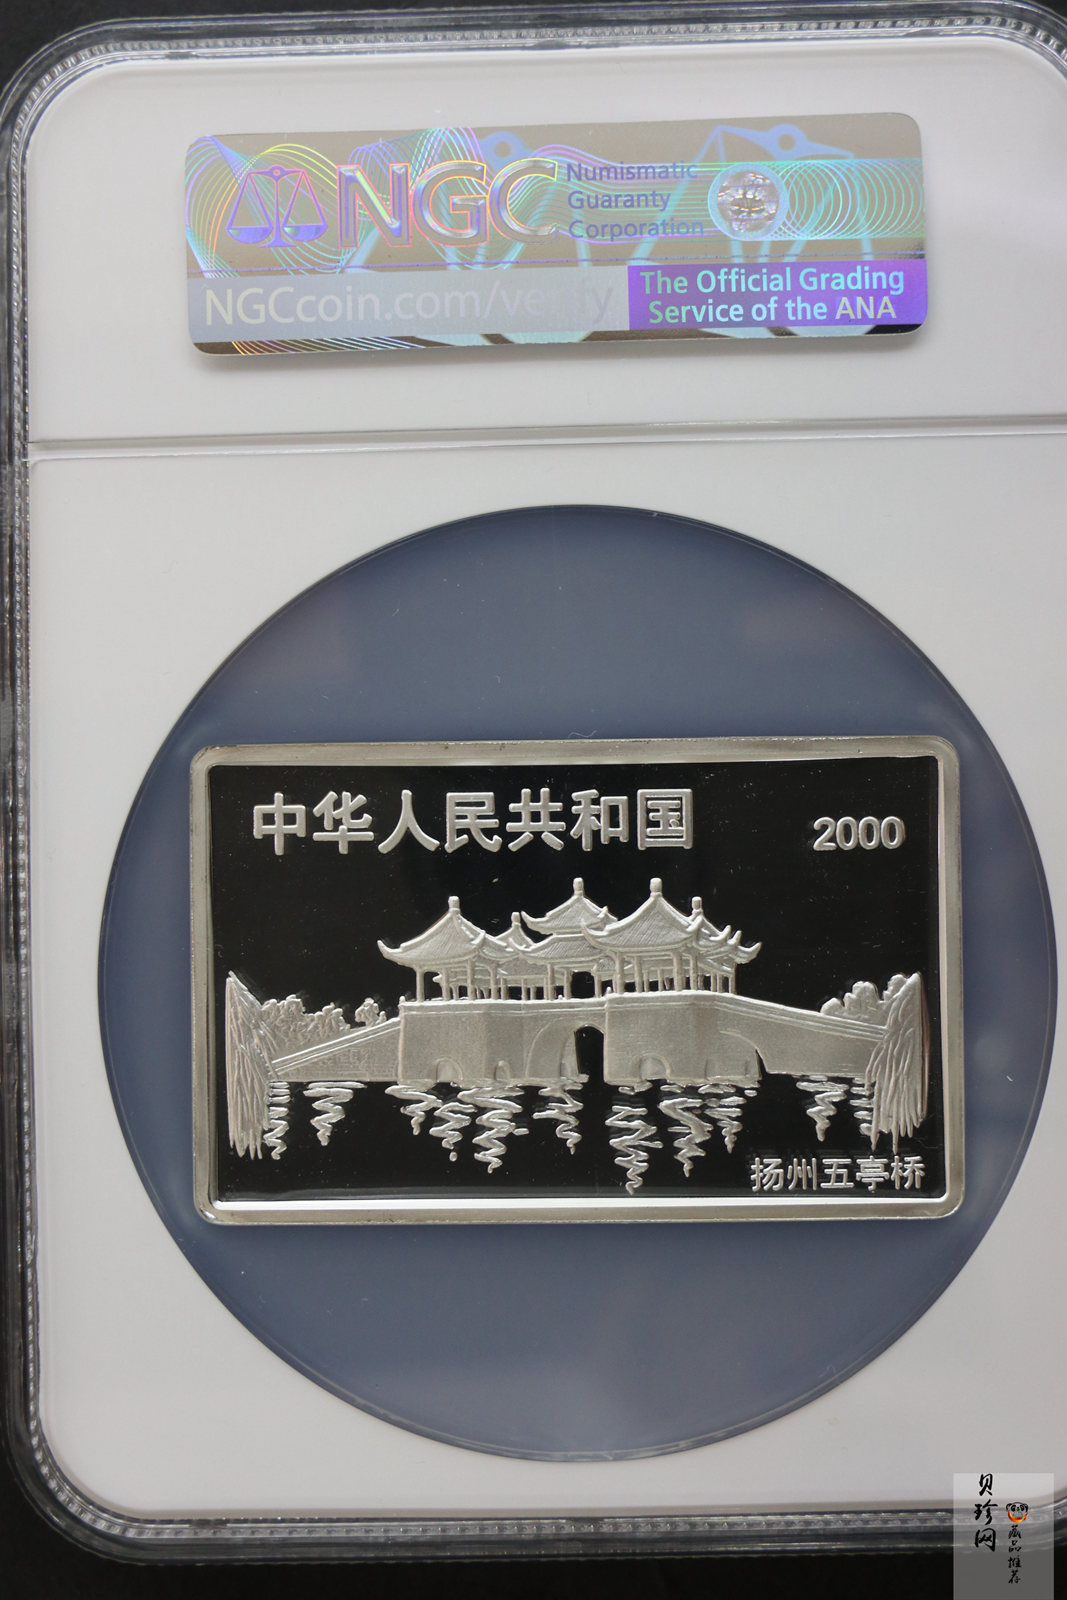 NGC
Numismatic
Guaranty
Corporation
NGCcoin.com/verify
The Official Grading
Service of the ANA
中华人民共和国
2000
扬州五亭桥
贝珍网
藏品推荐